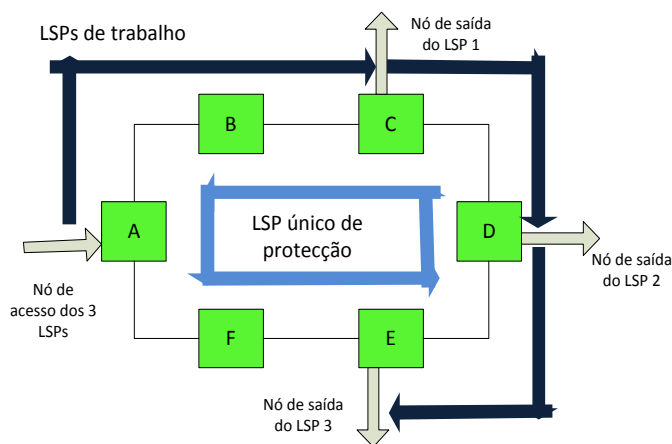 LSPs de trabalho
Nó de saída
do LSP 1
B
C
A
LSP único de
protecção
D
Nó de saída
do LSP 2
Nó de
acesso dos 3
LSPs
F
E
Nó de saída
do LSP 3